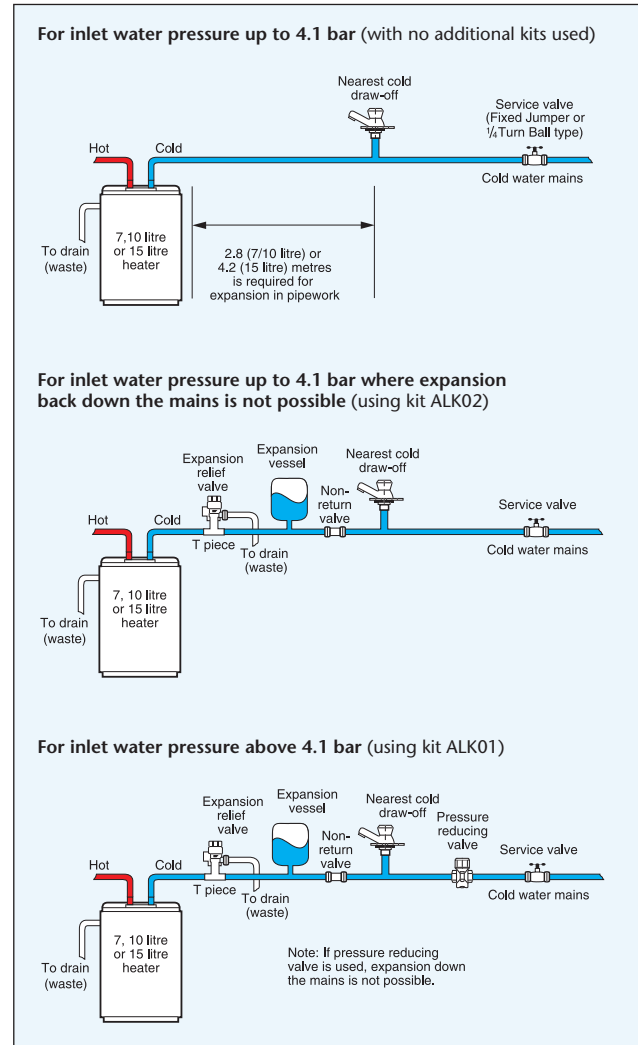 For inlet water pressure up to 4.1 bar (with no additional kits used)
Nearest cold
draw-off
Service valve
(Fixed Jumper or
¼Turn Ball type)
Hot
Cold
Cold water mains
7,10 litre
or 15 litre
heater
To drain
(waste)
2.8 (7/10 litre) or
4.2 (15 litre) metres
is required for
expansion in pipework
For inlet water pressure up to 4.1 bar where expansion
back down the mains is not possible (using kit ALK02)
Expansion
relief
valve
Expansion
vessel
Non-
return
valve
Nearest cold
draw-off
Service valve
Hot
Cold
T piece
To drain
(waste)
Cold water mains
To drain
(waste)
7, 10 litre
or 15 litre
heater
For inlet water pressure above 4.1 bar (using kit ALK01)
Expansion
relief
valve
Expansion
vessel
Non-
return
valve
Nearest cold
draw-off
Pressure
reducing
valve
Service valve
Hot
Cold
T piece
To drain
(waste)
Cold water mains
To drain
(waste)
7, 10 litre
or 15 litre
heater
Note: If pressure reducing
valve is used, expansion down
the mains is not possible.